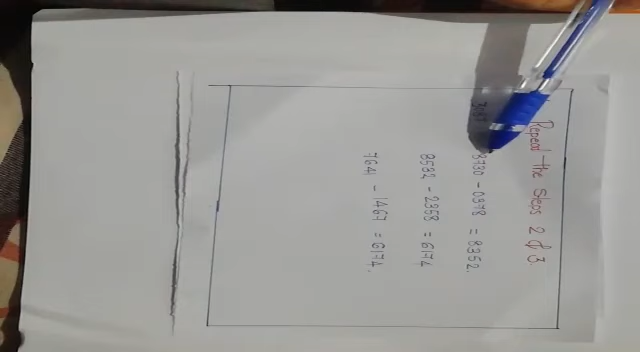 Repeat the Steps 2 & 3.
8730 - 0378 = 8352.
8532 - 2358 = 6174
7641 - 1467 = 6174.